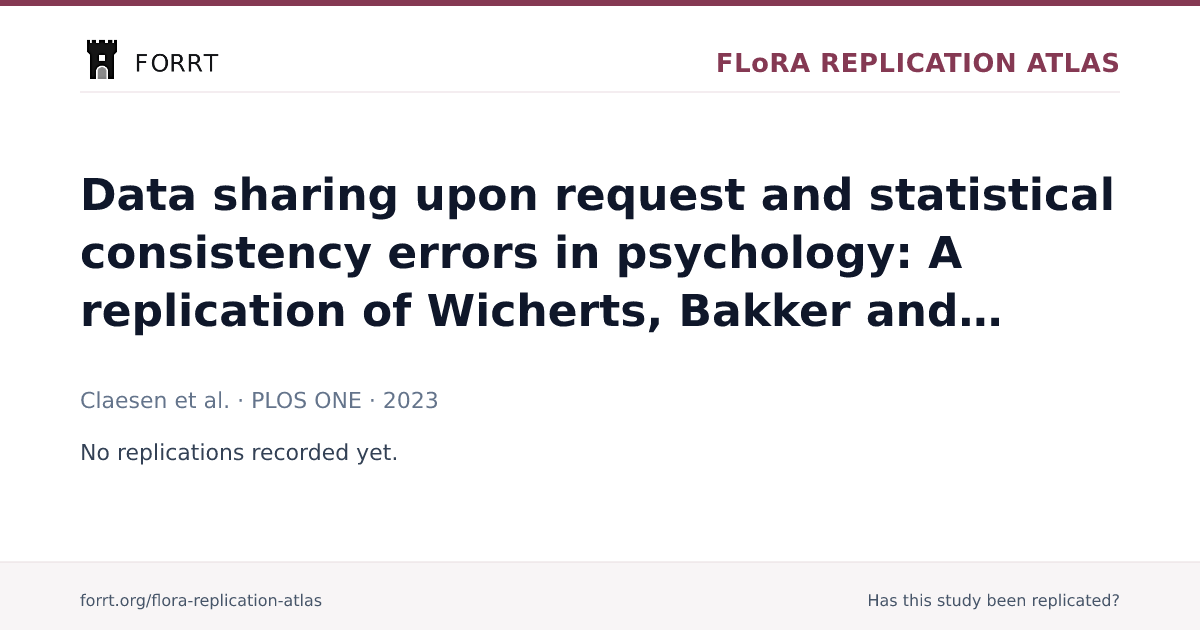 FORRT
FLoRA REPLICATION ATLAS
Data sharing upon request and statistical
consistency errors in psychology: A
replication of Wicherts, Bakker and…
Claesen et al. · PLOS ONE · 2023
No replications recorded yet.
forrt.org/flora-replication-atlas
Has this study been replicated?